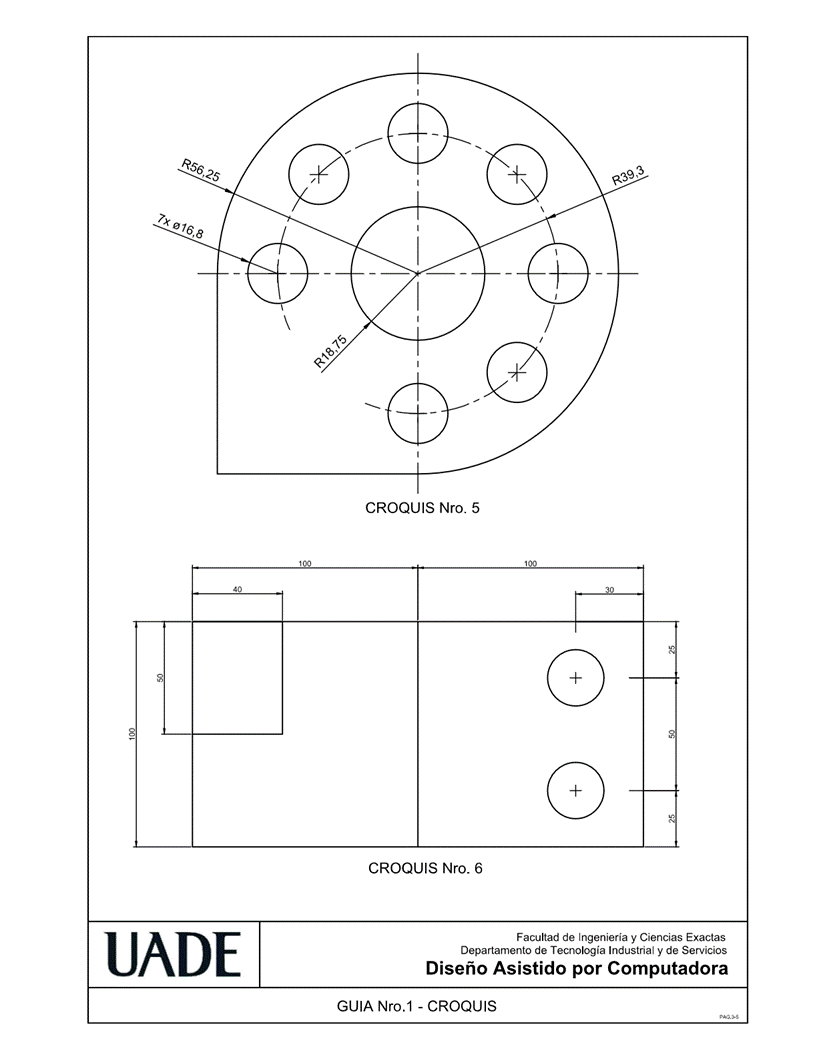 R56,25
R39,3
7x ø16,8
R18,75
CROQUIS Nro. 5
100
100
40
30
25
50
100
50
25
CROQUIS Nro. 6
UADE
Facultad de Ingeniería y Ciencias Exactas
Departamento de Tecnología Industrial y de Servicios
Diseño Asistido por Computadora
GUIA Nro.1 - CROQUIS
PAG.3-5